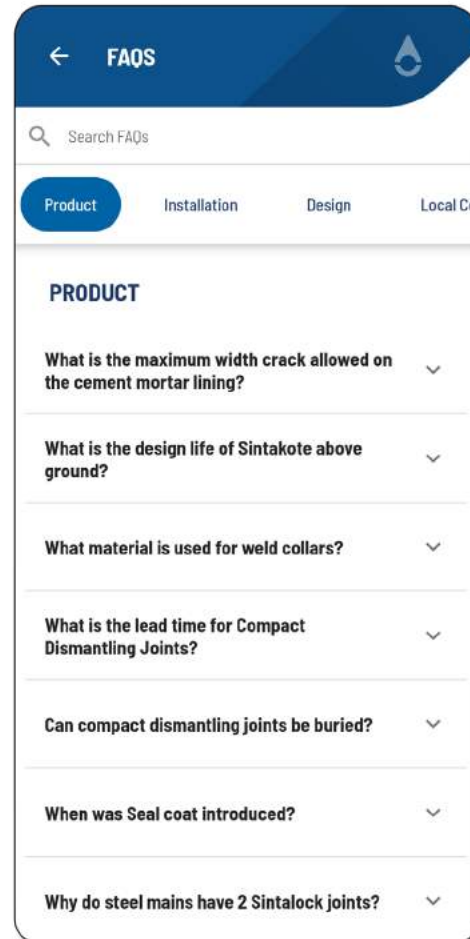 FAQS
Search FAQs
Product Installation Design Local
PRODUCT
What is the maximum width crack allowed on
the cement mortar lining?
What is the design life of Sintakote above
ground?
What material is used for weld collars?
What is the lead time for Compact
Dismantling Joints?
Can compact dismantling joints be buried?
When was Seal coat introduced?
Why do steel mains have 2 Sintalock joints?